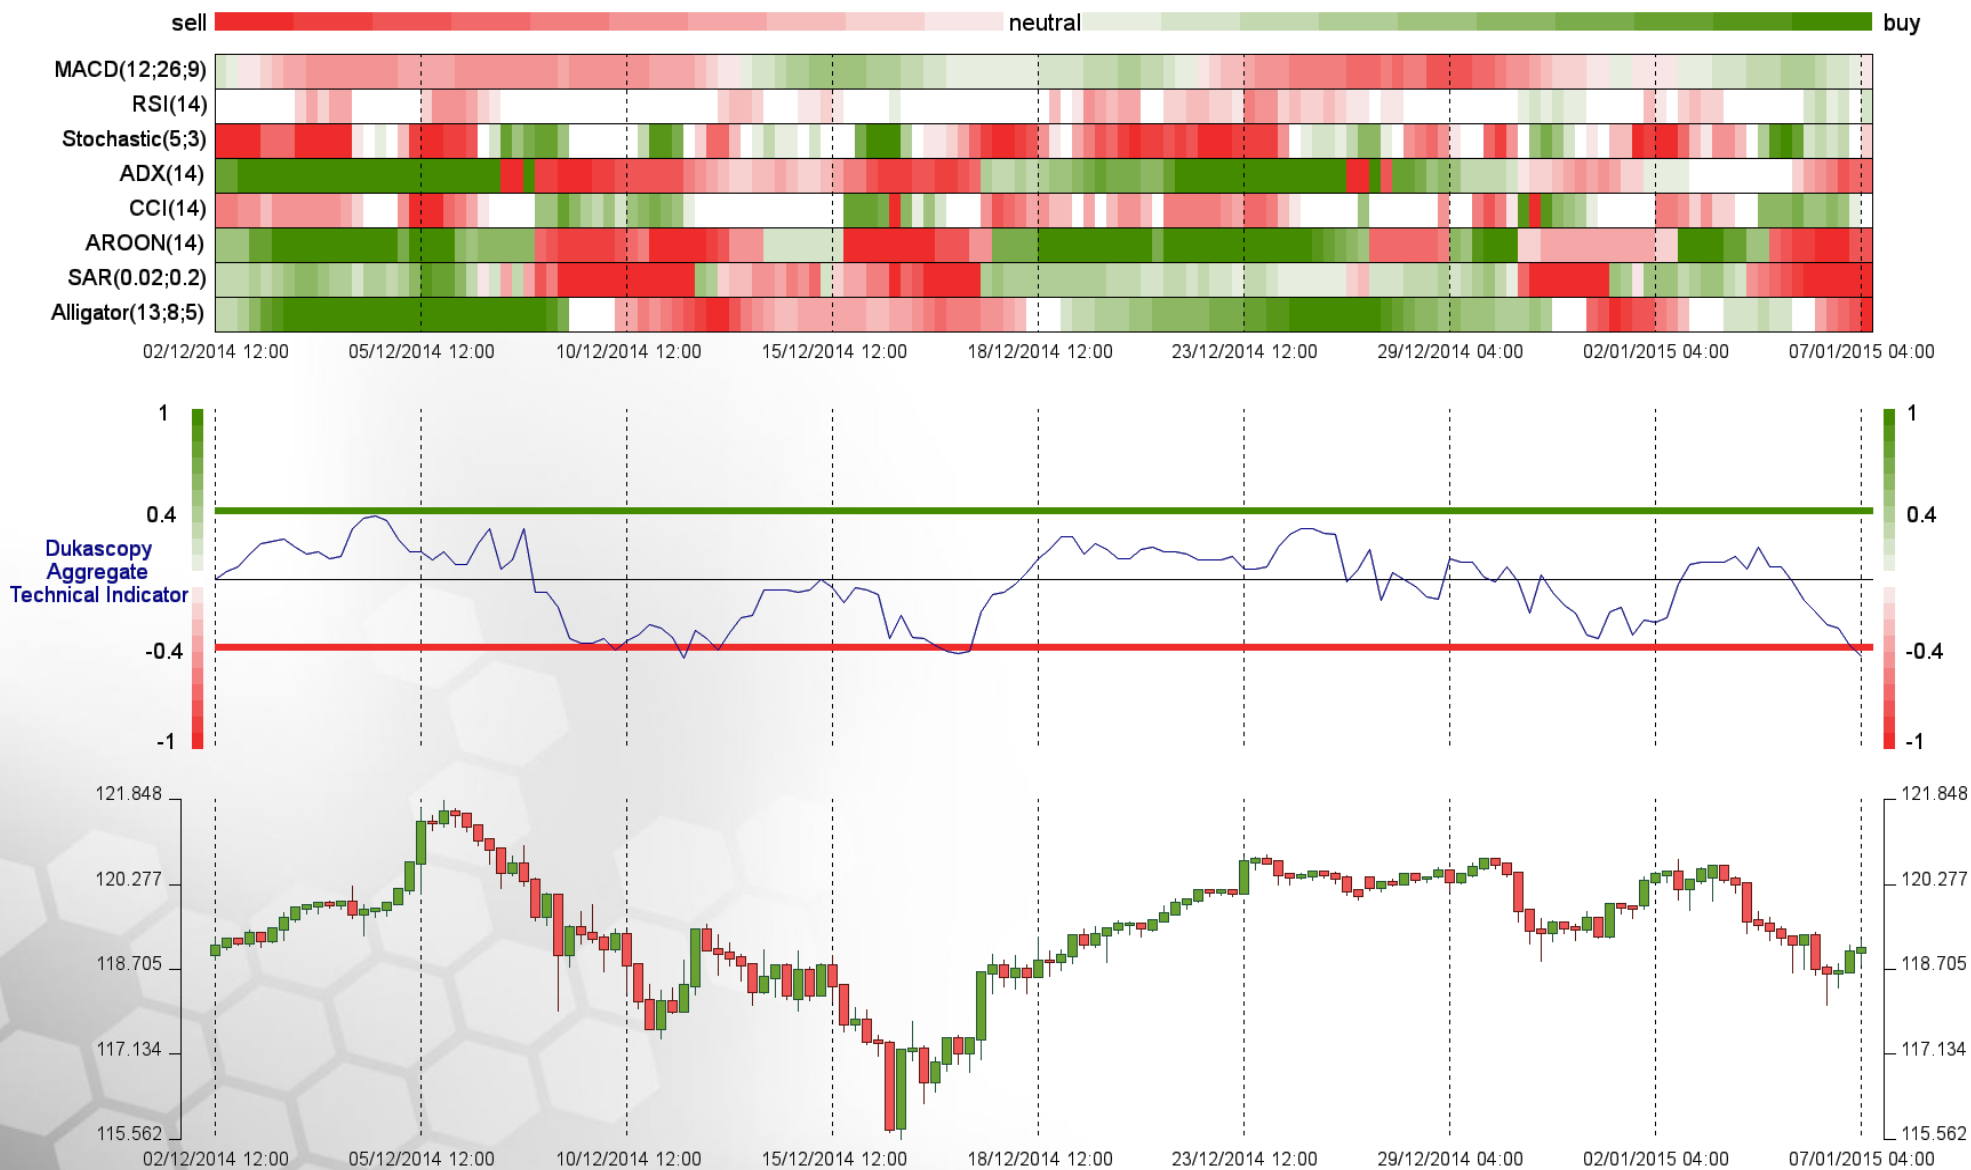 sell neutral buy
MACD(12;26;9)
RSI(14)
Stochastic(5;3)
ADX(14)
CCI(14)
AROON(14)
SAR(0.02;0.2)
Alligator(13;8;5)
02/12/2014 12:00 05/12/2014 12:00 10/12/2014 12:00 15/12/2014 12:00 18/12/2014 12:00 23/12/2014 12:00 29/12/2014 04:00 02/01/2015 04:00 07/01/2015 04:00
1 1
0.4 0.4
Dukascopy
Aggregate
Technical Indicator
-0.4 -0.4
-1 -1
121.848 121.848
120.277 120.277
118.705 118.705
117.134 117.134
115.562 115.562
02/12/2014 12:00 05/12/2014 12:00 10/12/2014 12:00 15/12/2014 12:00 18/12/2014 12:00 23/12/2014 12:00 29/12/2014 04:00 02/01/2015 04:00 07/01/2015 04:00